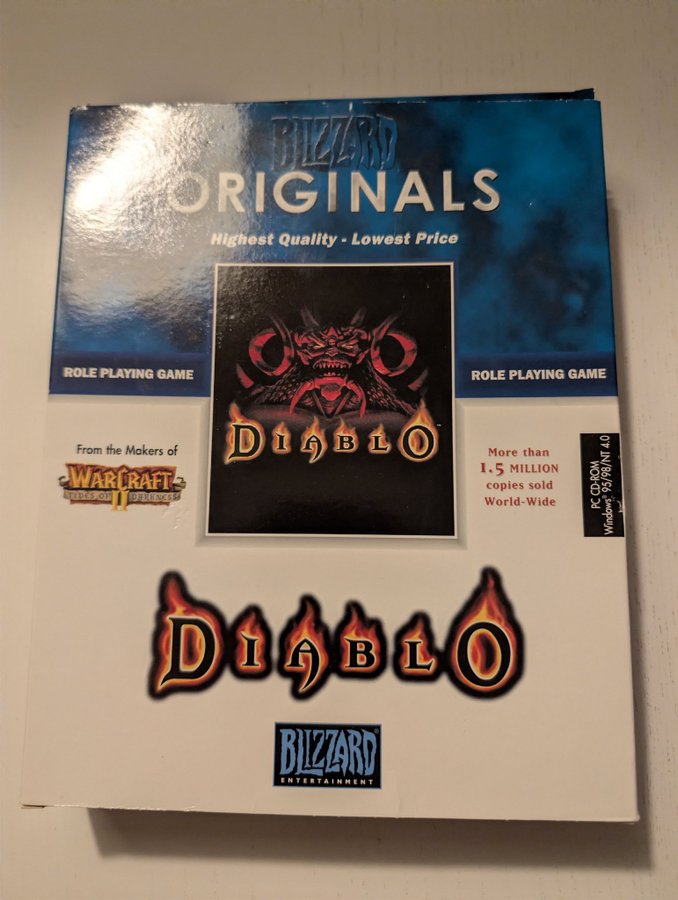 BLIZZARD
ORIGINALS
Highest Quality - Lowest Price
ROLE PLAYING GAME
DIABLO
ROLE PLAYING GAME
From the Makers of
WARCRAFT
TIDES OF DARKNESS
II
More than
1.5 MILLION
copies sold
World-Wide
PC CD-ROM
Windows® 95/98/NT 4.0
DIABLO
BLIZZARD®
ENTERTAINMENT